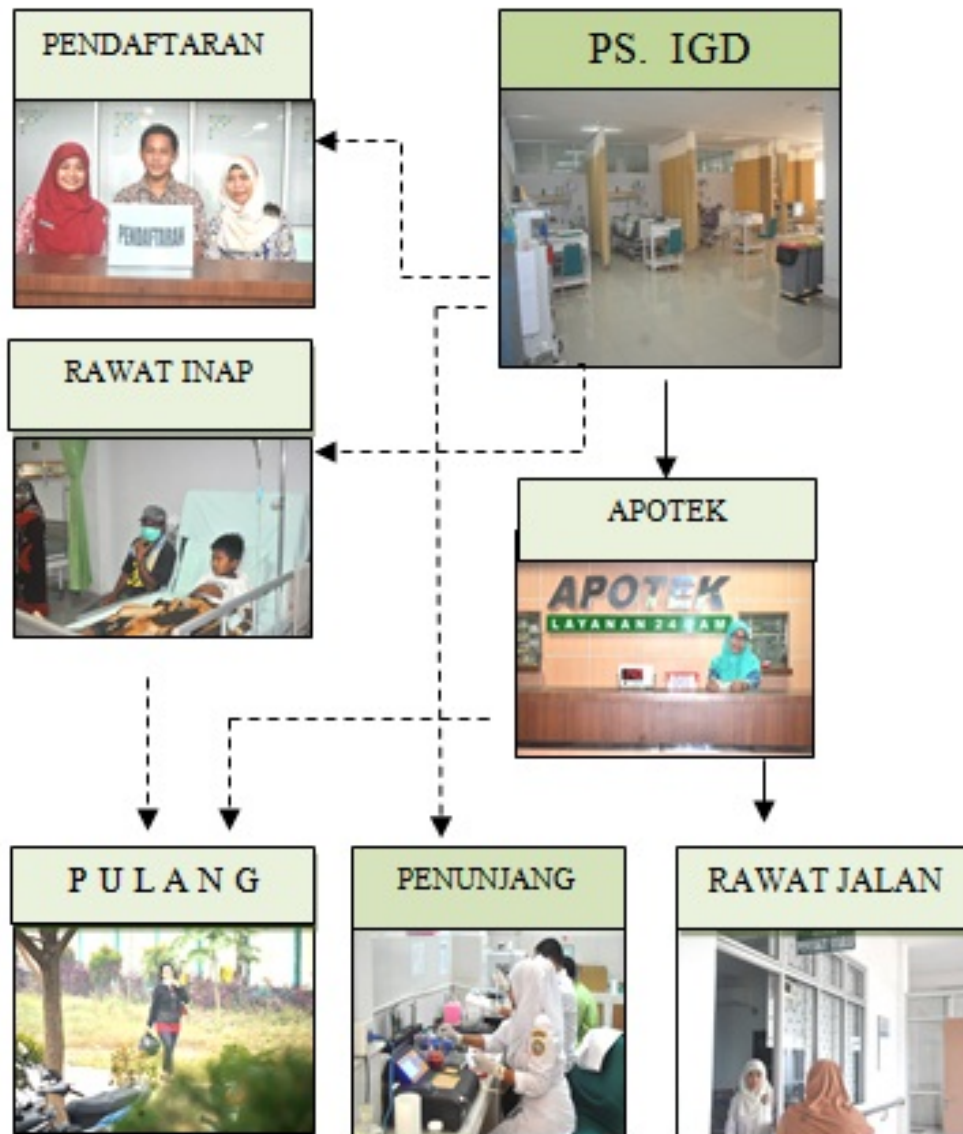 PENDAFTARAN
PENDAFTARAN
PS. IGD
RAWAT INAP
APOTEK
APOTEK
LAYANAN 24 JAM
P U L A N G
PENUNJANG
RAWAT JALAN